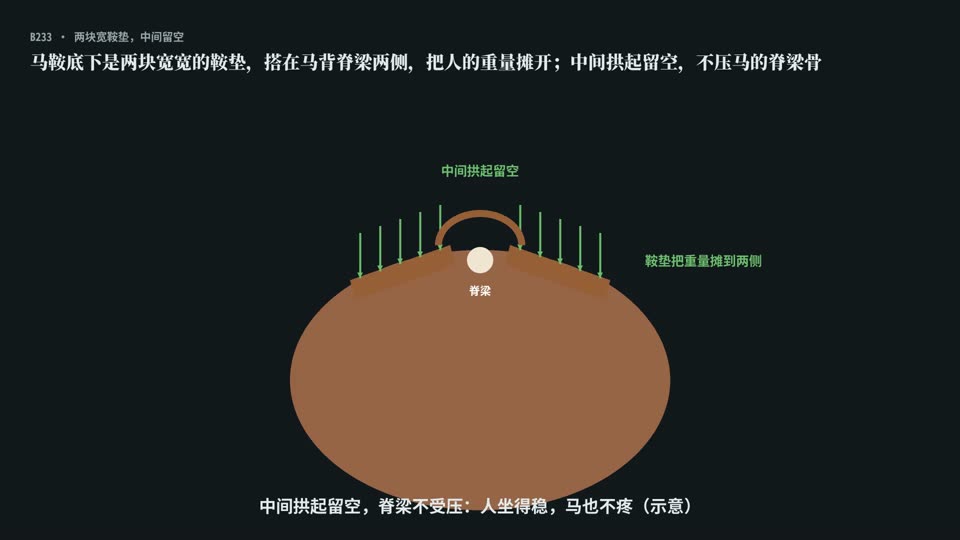 B233 · 两块宽鞍垫，中间留空
马鞍底下是两块宽宽的鞍垫，搭在马背脊梁两侧，把人的重量摊开；中间拱起留空，不压马的脊梁骨
中间拱起留空
鞍垫把重量摊到两侧
脊梁
中间拱起留空，脊梁不受压：人坐得稳，马也不疼（示意）